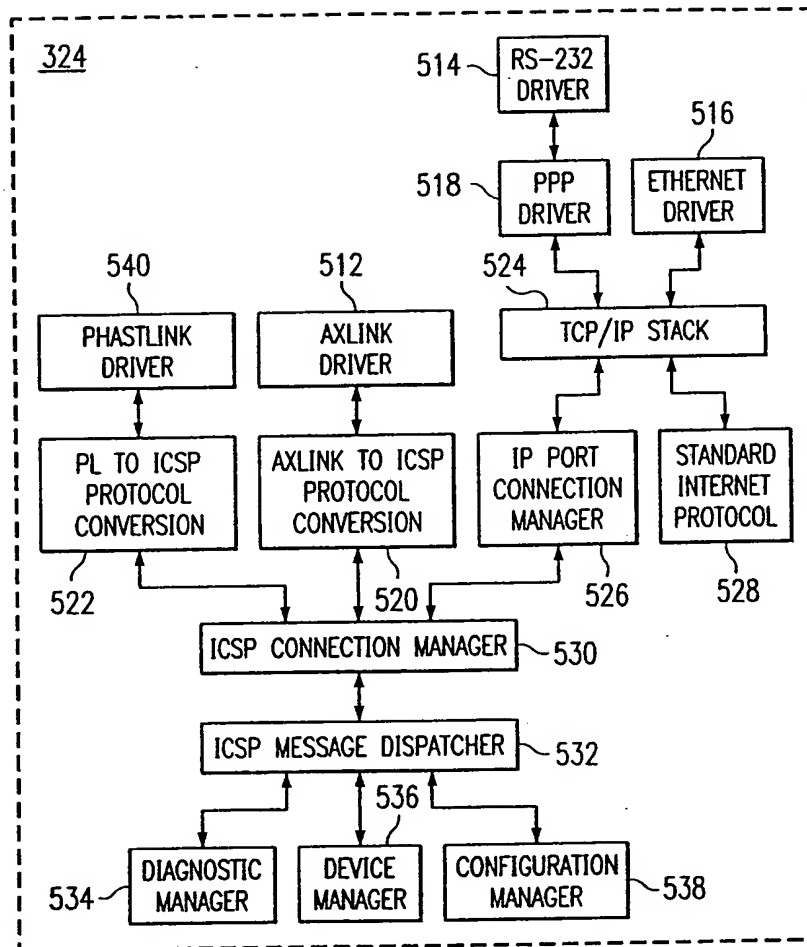 324
514
RS-232
DRIVER
516
518
PPP
DRIVER
ETHERNET
DRIVER
540
512
524
PHASTLINK
DRIVER
AXLINK
DRIVER
TCP/IP STACK
PL TO ICSP
PROTOCOL
CONVERSION
AXLINK TO ICSP
PROTOCOL
CONVERSION
IP PORT
CONNECTION
MANAGER
STANDARD
INTERNET
PROTOCOL
522
520
526
528
ICSP CONNECTION MANAGER
530
ICSP MESSAGE DISPATCHER
532
536
534
DIAGNOSTIC
MANAGER
DEVICE
MANAGER
CONFIGURATION
MANAGER
538